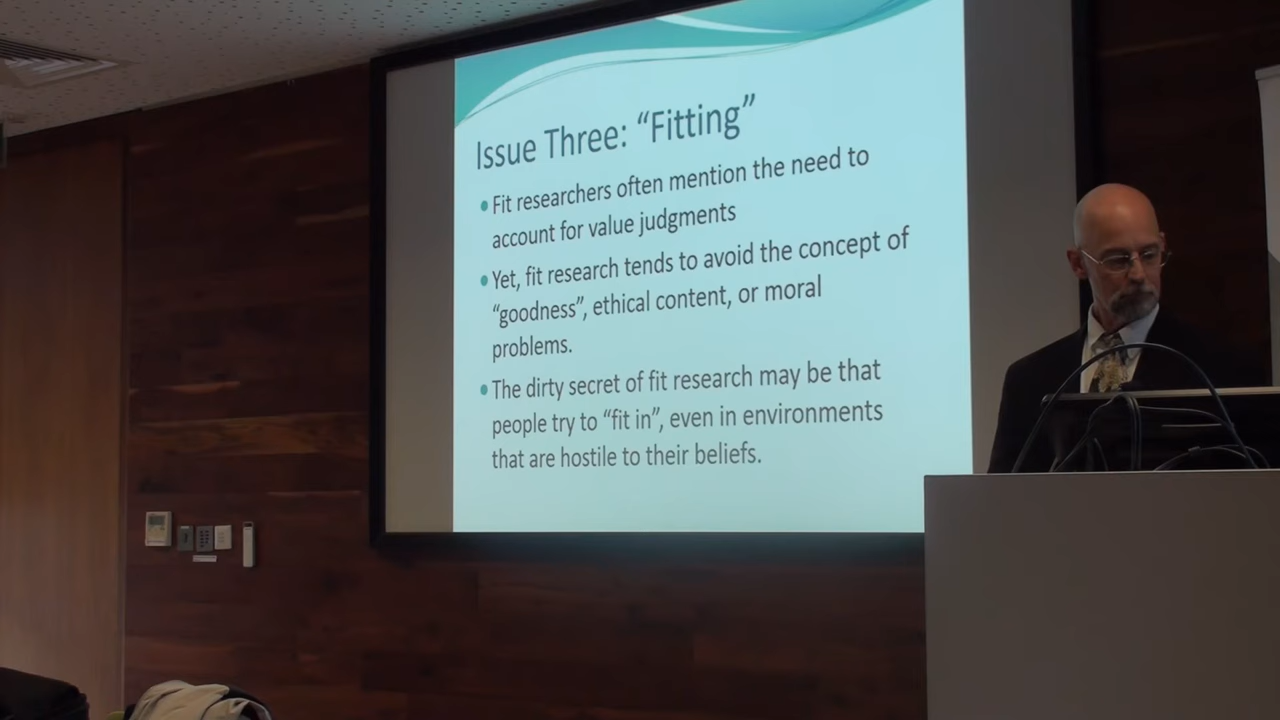 Issue Three: “Fitting”
• Fit researchers often mention the need to
account for value judgments
• Yet, fit research tends to avoid the concept of
“goodness”, ethical content, or moral
problems.
• The dirty secret of fit research may be that
people try to “fit in”, even in environments
that are hostile to their beliefs.